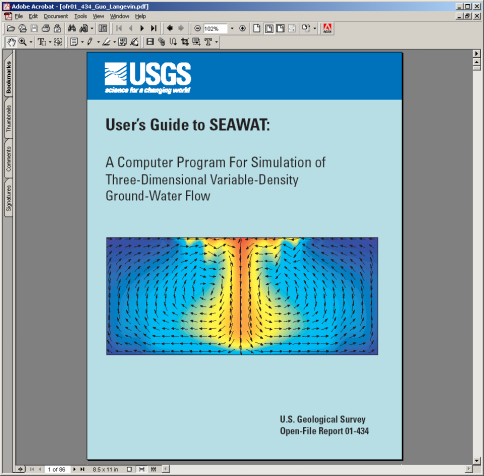 Adobe Acrobat - [ofr01_434_Guo_Langevin.pdf]
File Edit Document Tools View Window Help
102%
Bookmarks
Thumbnails
Comments
Signatures
USGS
science for a changing world
User's Guide to SEAWAT:
A Computer Program For Simulation of
Three-Dimensional Variable-Density
Ground-Water Flow
U.S. Geological Survey
Open-File Report 01-434
1 of 86
8.5 x 11 in